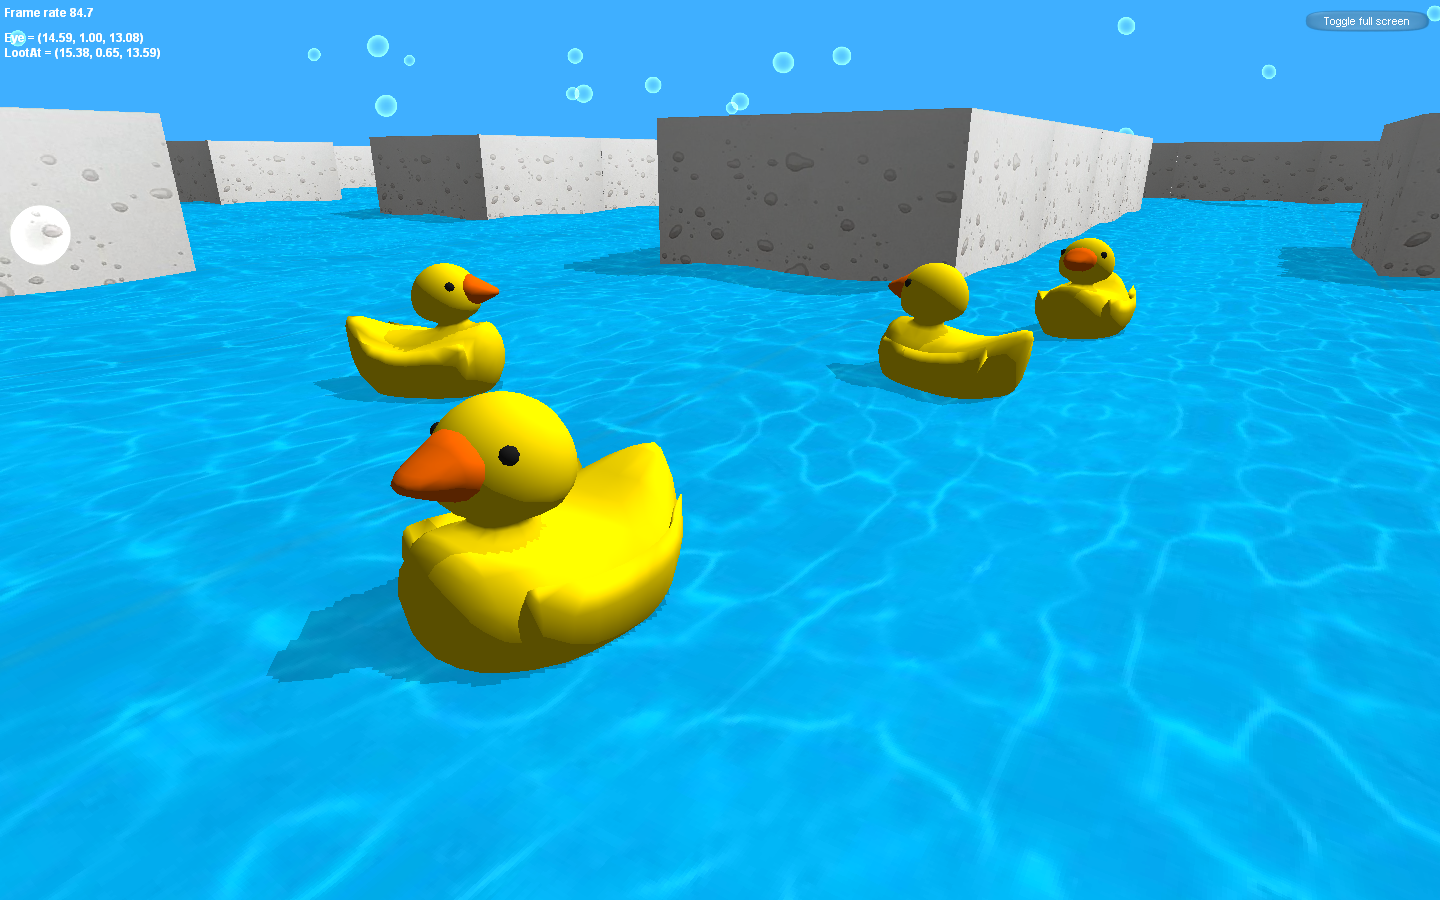 Frame rate 84.7
Toggle full screen
Eye = (14.59, 1.00, 13.08)
LootAt = (15.38, 0.65, 13.59)